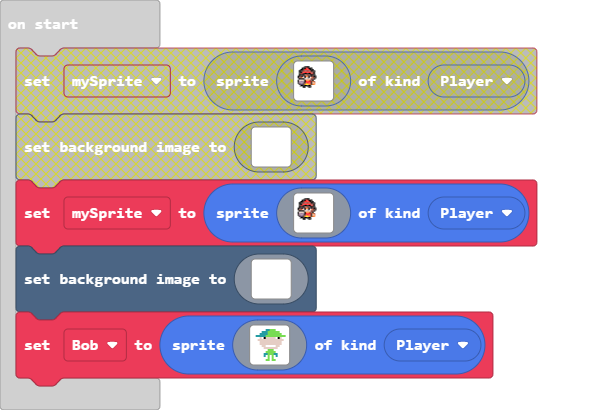 on start
set mySprite to sprite of kind Player
set background image to
set mySprite to sprite of kind Player
set background image to
set Bob to sprite of kind Player